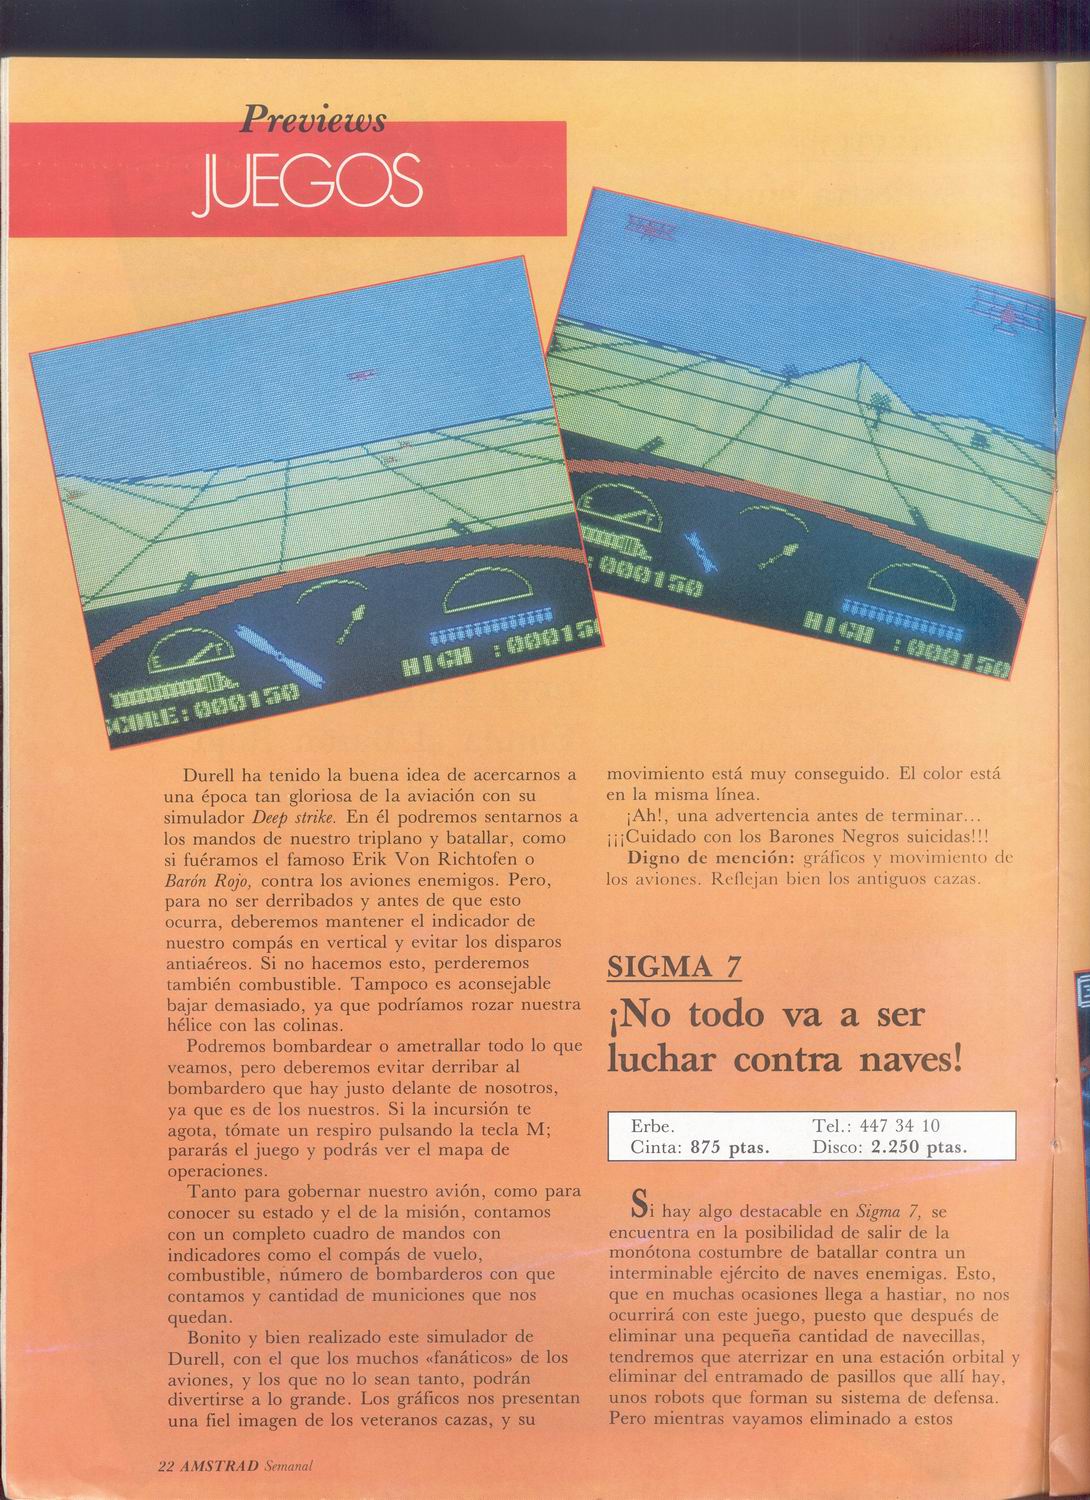 Previews
JUEGOS
SCORE:000150
HIGH :000150
:000150
HIGH :000150
Durell ha tenido la buena idea de acercarnos a
una época tan gloriosa de la aviación con su
simulador Deep strike. En él podremos sentarnos a
los mandos de nuestro triplano y batallar, como
si fuéramos el famoso Erik Von Richtofen o
Barón Rojo, contra los aviones enemigos. Pero,
para no ser derribados y antes de que esto
ocurra, deberemos mantener el indicador de
nuestro compás en vertical y evitar los disparos
antiaéreos. Si no hacemos esto, perderemos
también combustible. Tampoco es aconsejable
bajar demasiado, ya que podríamos rozar nuestra
hélice con las colinas.
Podremos bombardear o ametrallar todo lo que
veamos, pero deberemos evitar derribar al
bombardero que hay justo delante de nosotros,
ya que es de los nuestros. Si la incursión te
agota, tómate un respiro pulsando la tecla M;
pararás el juego y podrás ver el mapa de
operaciones.
Tanto para gobernar nuestro avión, como para
conocer su estado y el de la misión, contamos
con un completo cuadro de mandos con
indicadores como el compás de vuelo,
combustible, número de bombarderos con que
contamos y cantidad de municiones que nos
quedan.
Bonito y bien realizado este simulador de
Durell, con el que los muchos «fanáticos» de los
aviones, y los que no lo sean tanto, podrán
divertirse a lo grande. Los gráficos nos presentan
una fiel imagen de los veteranos cazas, y su
movimiento está muy conseguido. El color está
en la misma línea.
¡Ah!, una advertencia antes de terminar...
¡¡¡Cuidado con los Barones Negros suicidas!!!
Digno de mención: gráficos y movimiento de
los aviones. Reflejan bien los antiguos cazas.
SIGMA 7
¡No todo va a ser
luchar contra naves!
Erbe. Tel.: 447 34 10
Cinta: 875 ptas. Disco: 2.250 ptas.
Si hay algo destacable en Sigma 7, se
encuentra en la posibilidad de salir de la
monótona costumbre de batallar contra un
interminable ejército de naves enemigas. Esto,
que en muchas ocasiones llega a hastiar, no nos
ocurrirá con este juego, puesto que después de
eliminar una pequeña cantidad de navecillas,
tendremos que aterrizar en una estación orbital y
eliminar del entramado de pasillos que allí hay,
unos robots que forman su sistema de defensa.
Pero mientras vayamos eliminado a estos
22 AMSTRAD Semanal